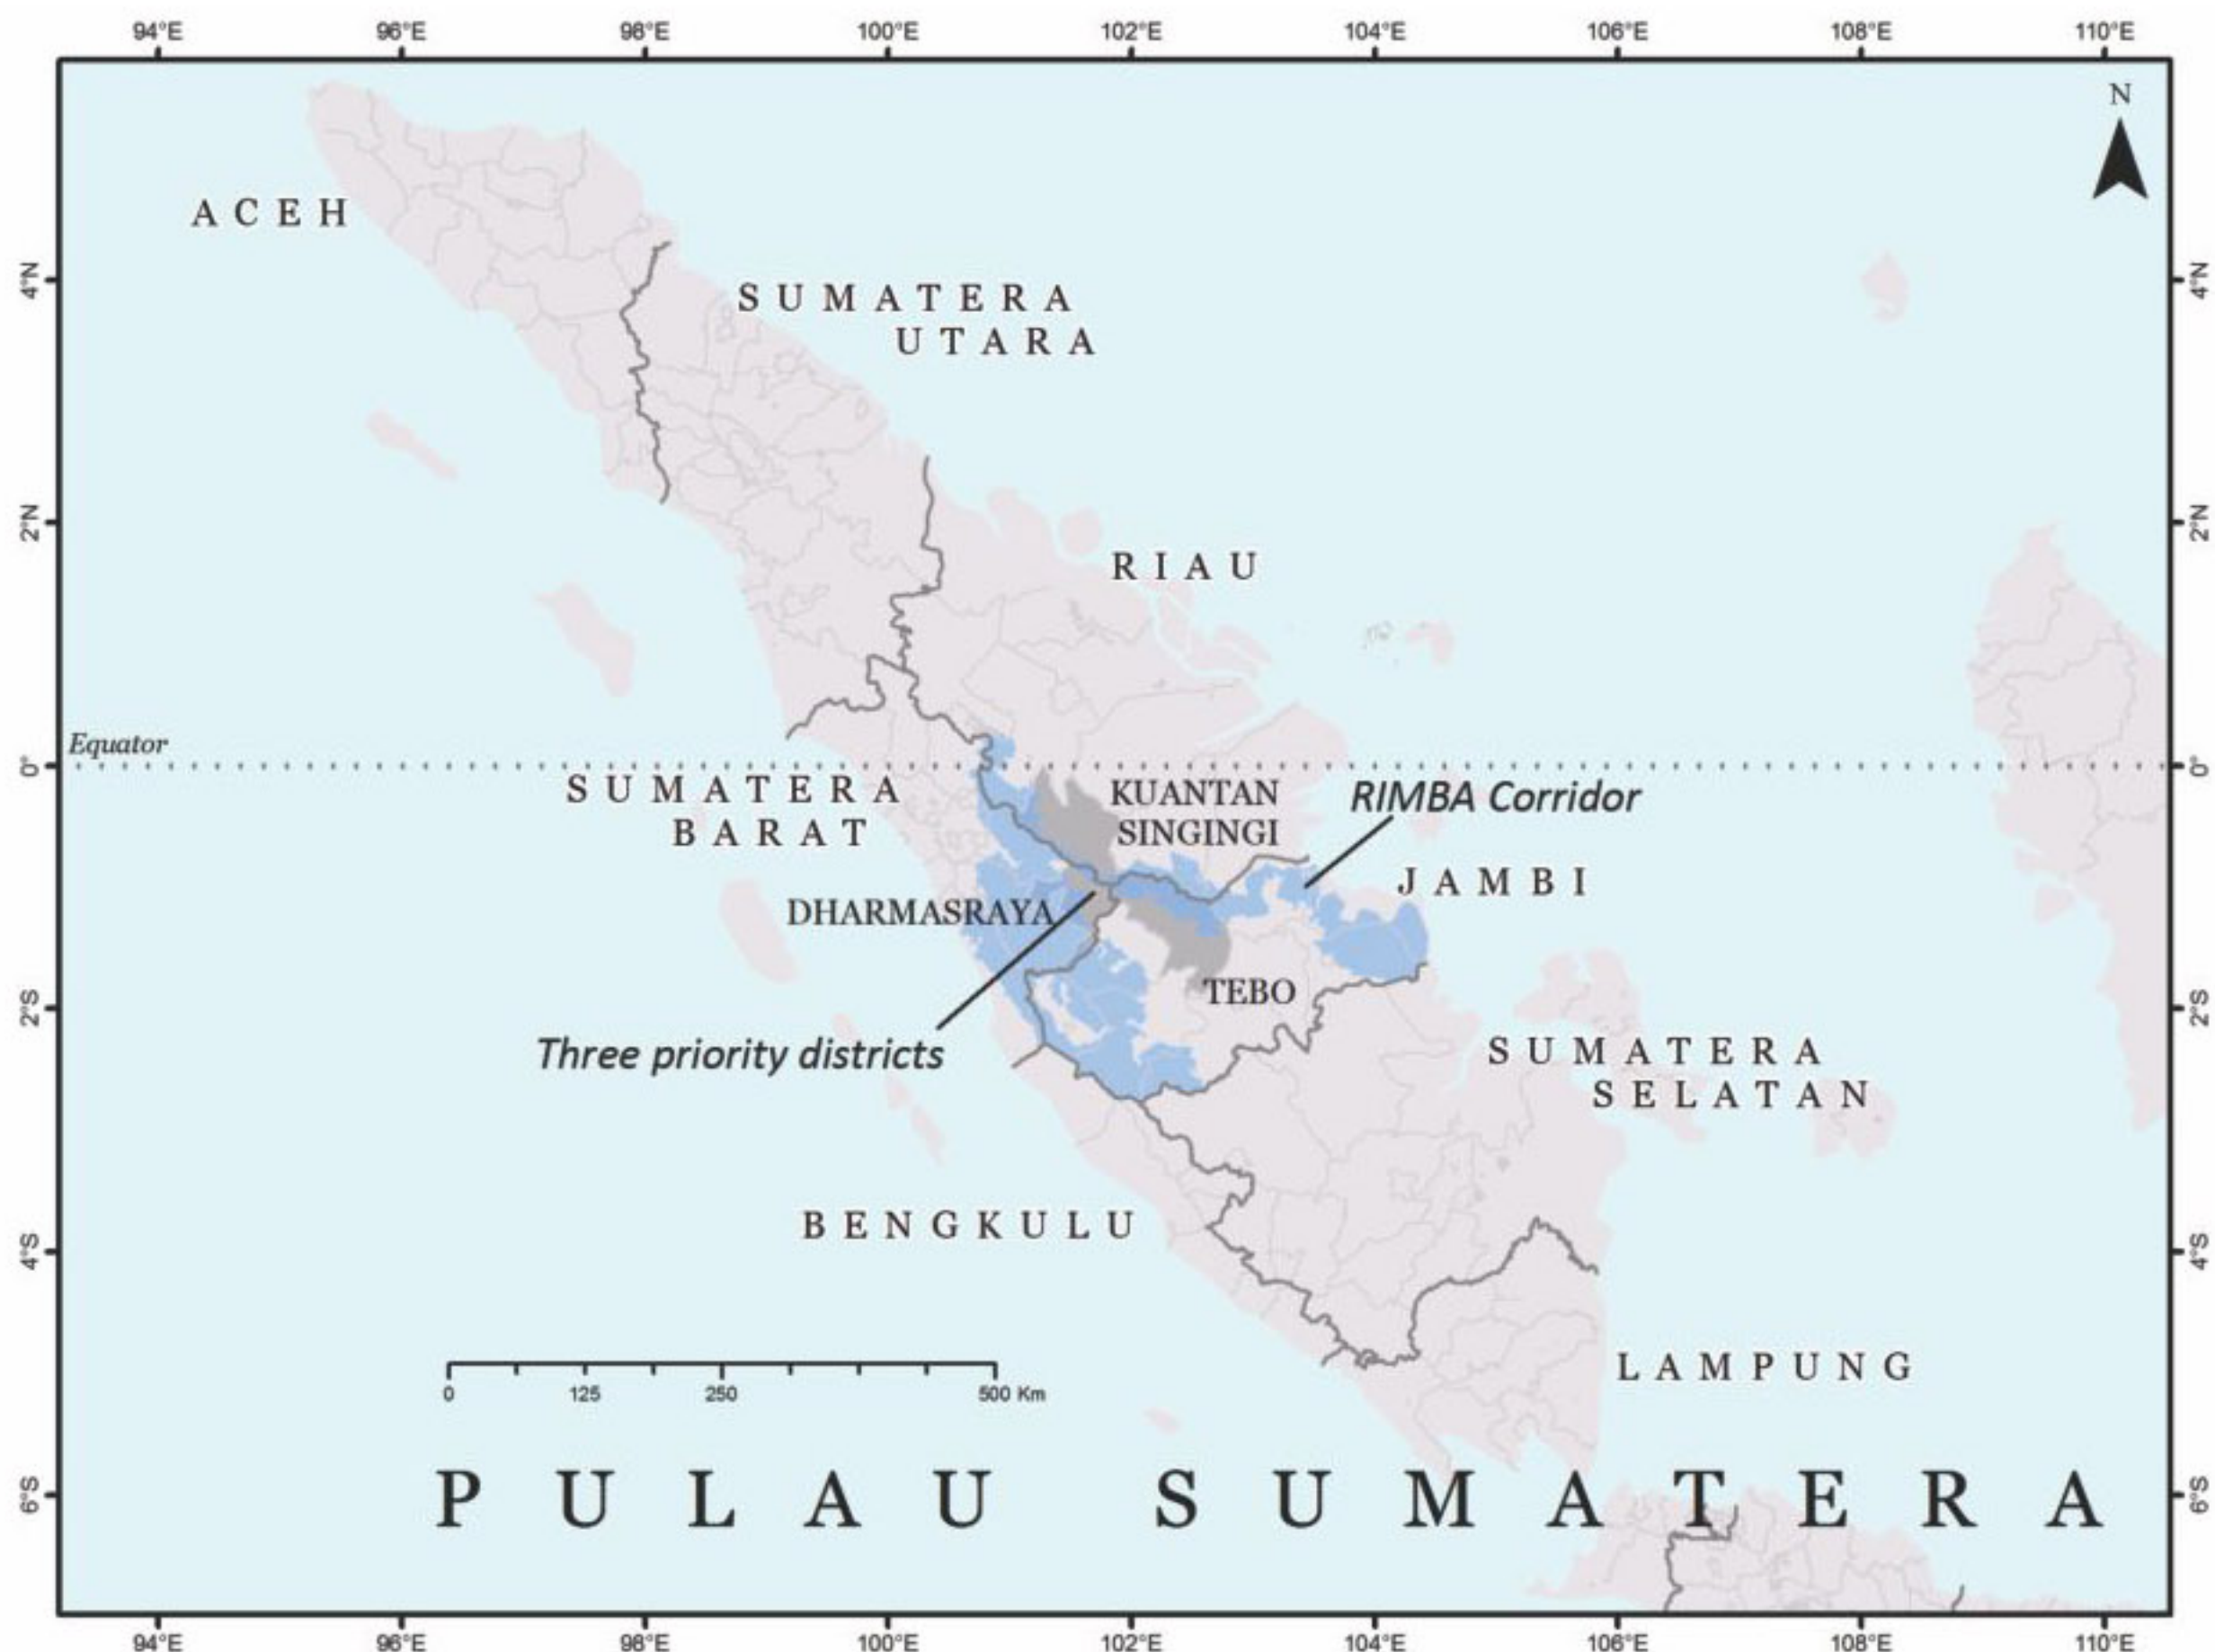 94°E 96°E 98°E 100°E 102°E 104°E 106°E 108°E 110°E
N
ACEH
4°N
4°N
SUMATERA
UTARA
2°N
2°N
RIAU
Equator
0°
0°
SUMATERA
BARAT
KUANTAN
SINGINGI
RIMBA Corridor
JAMBI
DHARMASRAYA
TEBO
2°S
2°S
Three priority districts
SUMATERA
SELATAN
BENGKULU
4°S
4°S
LAMPUNG
0 125 250 500 Km
PULAU SUMATERA
6°S
6°S
94°E 96°E 98°E 100°E 102°E 104°E 106°E 108°E 110°E